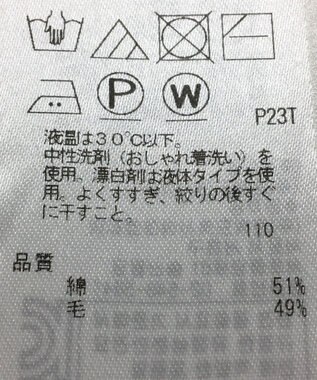 P
W
P23T
液温は30℃以下。
中性洗剤（おしゃれ着洗い）を
使用。漂白剤は液体タイプを使
用。よくすすぎ、絞りの後すぐ
に干すこと。
110
品質
綿 51%
毛 49%